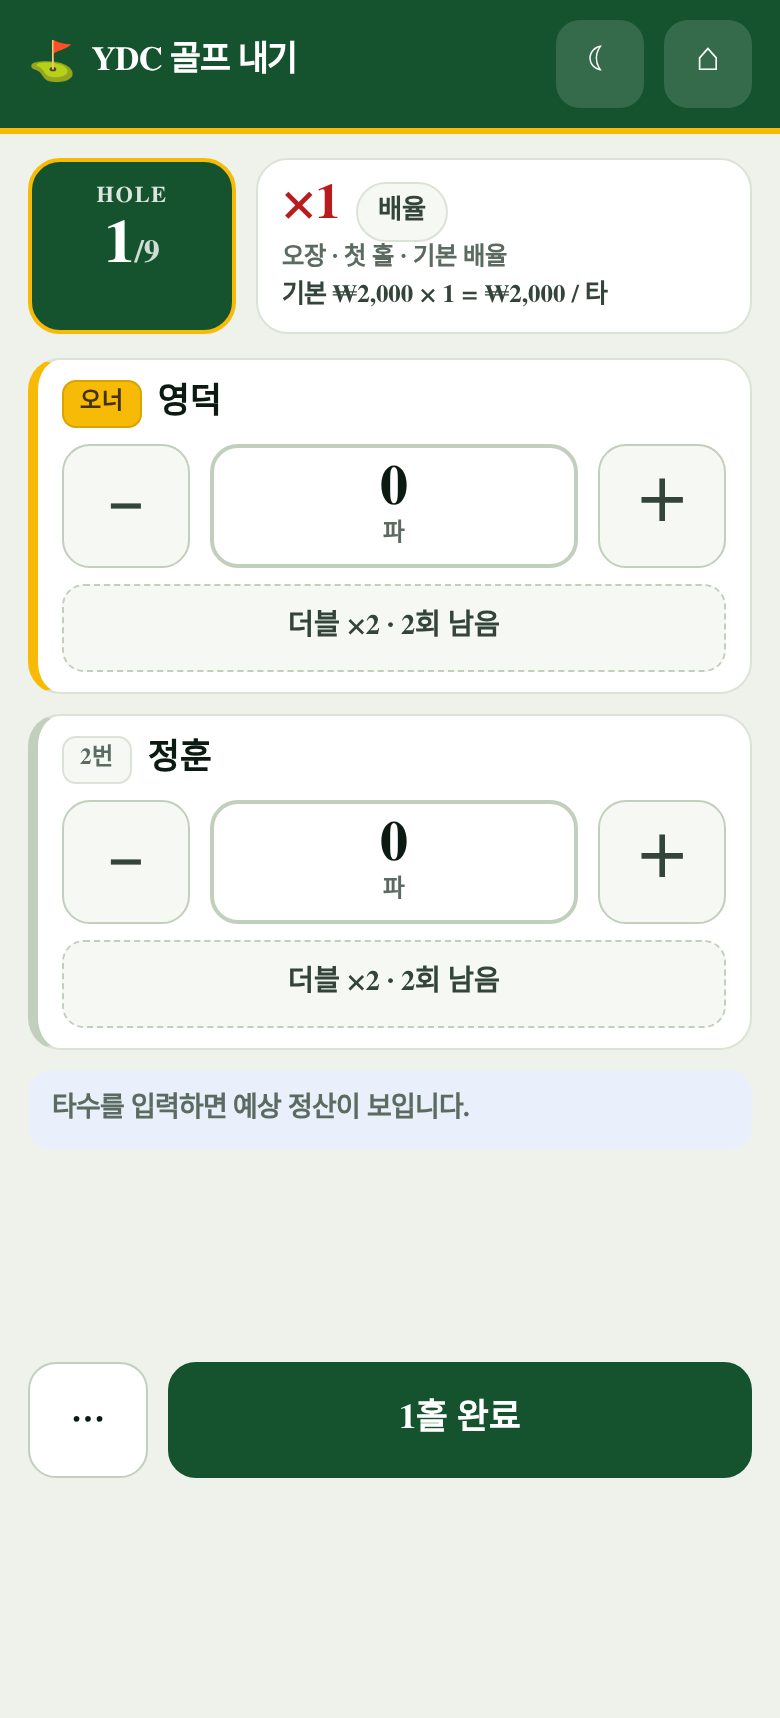 YDC 골프 내기
HOLE
1/9
×1 배율
오장 · 첫 홀 · 기본 배율
기본 ₩2,000 × 1 = ₩2,000 / 타
오너 영덕
− 0 +
파
더블 ×2 · 2회 남음
2번 정훈
− 0 +
파
더블 ×2 · 2회 남음
타수를 입력하면 예상 정산이 보입니다.
⋯ 1홀 완료